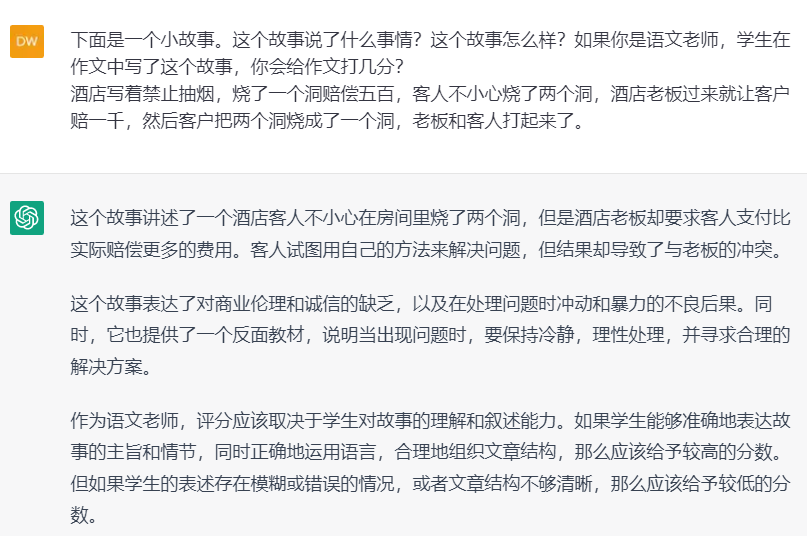 DW
下面是一个小故事。这个故事说了什么事情？这个故事怎么样？如果你是语文老师，学生在
作文中写了这个故事，你会给作文打几分？
酒店写着禁止抽烟，烧了一个洞赔偿五百，客人不小心烧了两个洞，酒店老板过来就让客户
赔一千，然后客户把两个洞烧成了一个洞，老板和客人打起来了。
这个故事讲述了一个酒店客人不小心在房间里烧了两个洞，但是酒店老板却要求客人支付比
实际赔偿更多的费用。客人试图用自己的方法来解决问题，但结果却导致了与老板的冲突。
这个故事表达了对商业伦理和诚信的缺乏，以及在处理问题时冲动和暴力的不良后果。同
时，它也提供了一个反面教材，说明当出现问题时，要保持冷静，理性处理，并寻求合理的
解决方案。
作为语文老师，评分应该取决于学生对故事的理解和叙述能力。如果学生能够准确地表达故
事的主旨和情节，同时正确地运用语言，合理地组织文章结构，那么应该给予较高的分数。
但如果学生的表述存在模糊或错误的情况，或者文章结构不够清晰，那么应该给予较低的分
数。